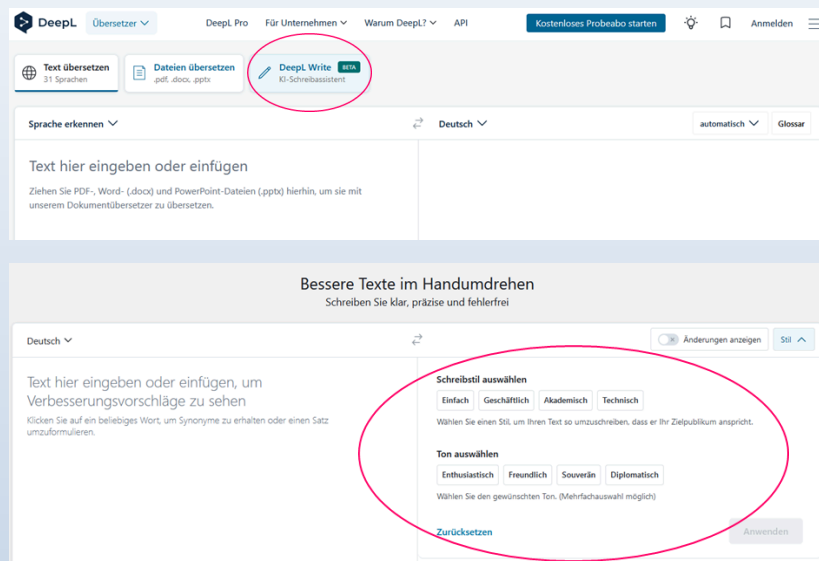 DeepL Übersetzer DeepL Pro Für Unternehmen Warum DeepL? API Kostenloses Probeabo starten Anmelden
Text übersetzen
31 Sprachen
Dateien übersetzen
.pdf, .docx, .pptx
DeepL Write BETA
KI-Schreibassistent
Sprache erkennen Deutsch automatisch Glossar
Text hier eingeben oder einfügen
Ziehen Sie PDF-, Word- (.docx) und PowerPoint-Dateien (.pptx) hierhin, um sie mit
unserem Dokumentübersetzer zu übersetzen.
Bessere Texte im Handumdrehen
Schreiben Sie klar, präzise und fehlerfrei
Deutsch Änderungen anzeigen Stil
Text hier eingeben oder einfügen, um
Verbesserungsvorschläge zu sehen
Klicken Sie auf ein beliebiges Wort, um Synonyme zu erhalten oder einen Satz
umzuformulieren.
Schreibstil auswählen
Einfach Geschäftlich Akademisch Technisch
Wählen Sie einen Stil, um Ihren Text so umzuschreiben, dass er Ihr Zielpublikum anspricht.
Ton auswählen
Enthusiastisch Freundlich Souverän Diplomatisch
Wählen Sie den gewünschten Ton. (Mehrfachauswahl möglich)
Zurücksetzen Anwenden